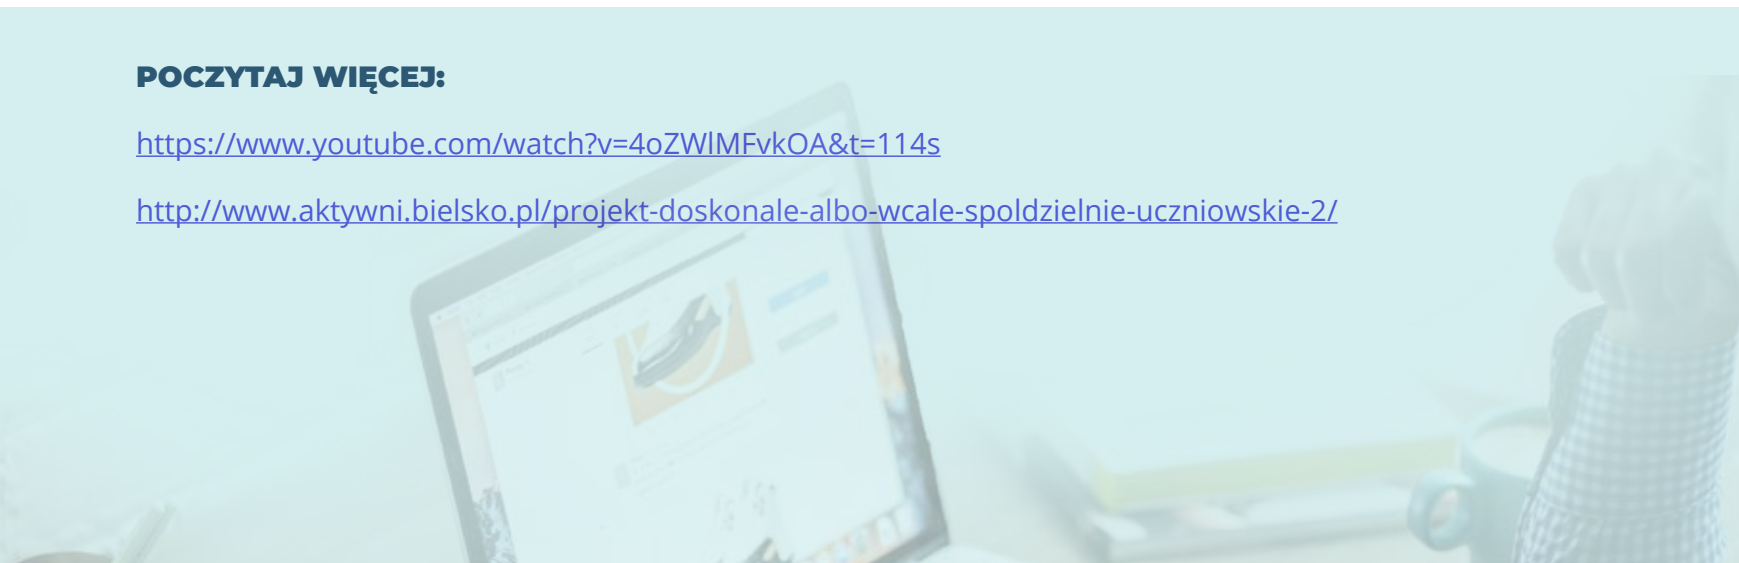 POCZYTAJ WIĘCEJ:
https://www.youtube.com/watch?v=4oZWlMFvkOA&t=114s
http://www.aktywni.bielsko.pl/projekt-doskonale-albo-wcale-spoldzielnie-uczniowskie-2/